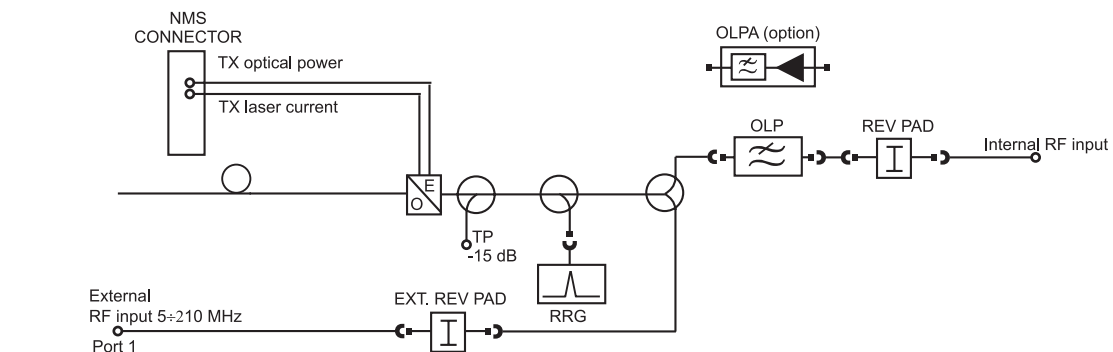 NMS
CONNECTOR
TX optical power
TX laser current
OLPA (option)
OLP
REV PAD
Internal RF input
E
O
TP
-15 dB
RRG
External
RF input 5÷210 MHz
Port 1
EXT. REV PAD